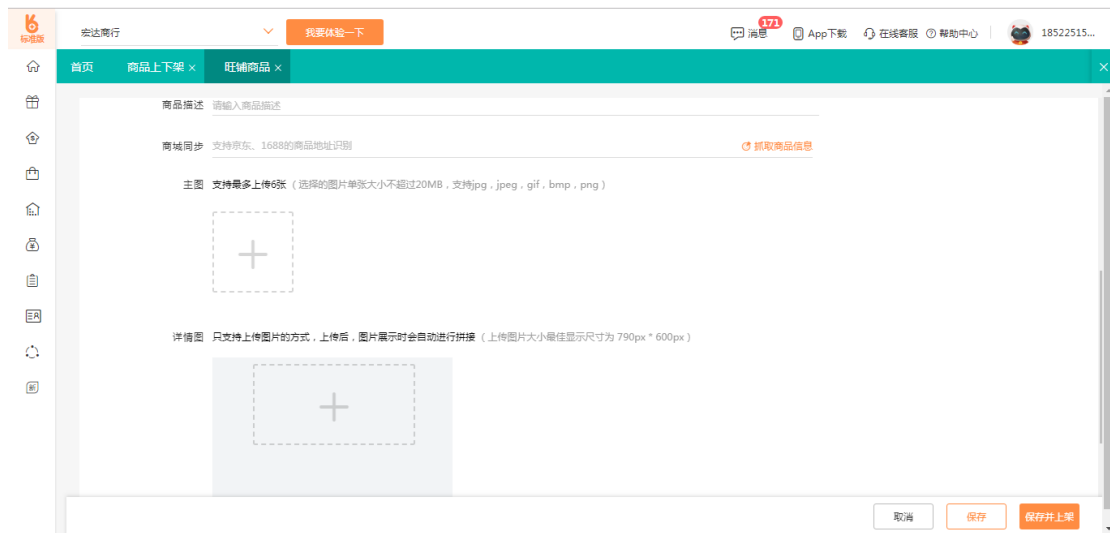 标准版
宏达商行
我要体验一下
消息
171
App下载
在线客服
帮助中心
18522515...
首页
商品上下架 ×
旺铺商品 ×
商品描述 请输入商品描述
商城同步 支持京东、1688的商品地址识别
抓取商品信息
主图 支持最多上传6张（选择的图片单张大小不超过20MB，支持jpg，jpeg，gif，bmp，png）
详情图 只支持上传图片的方式，上传后，图片展示时会自动进行拼接（上传图片大小最佳显示尺寸为 790px * 600px）
新
取消
保存
保存并上架